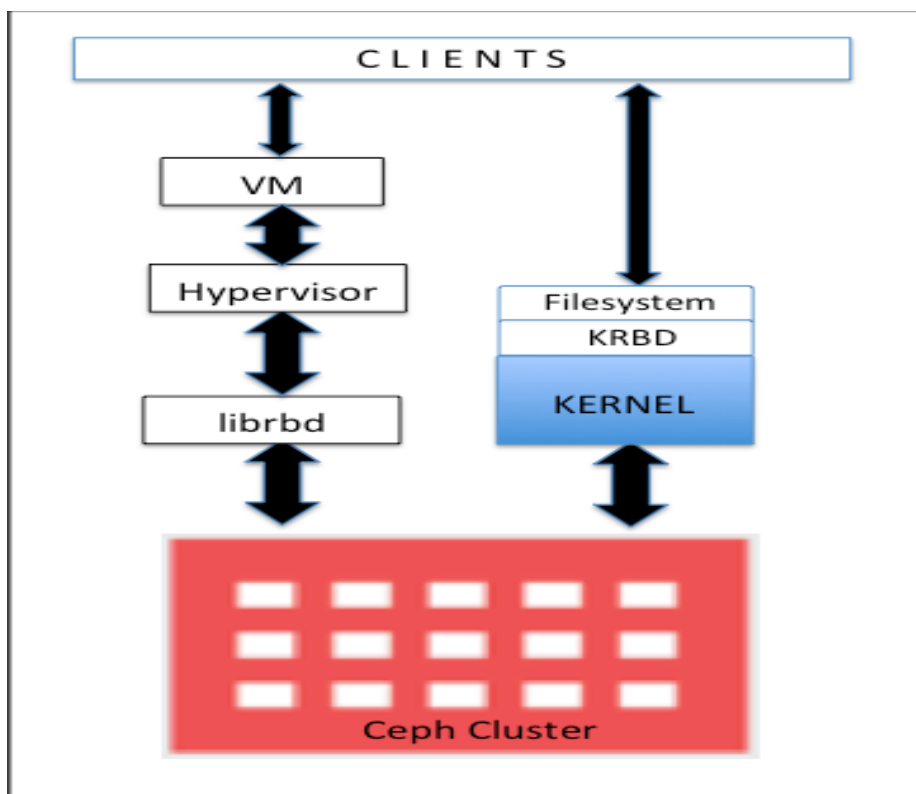 CLIENTS
VM
Hypervisor
librbd
Filesystem
KRBD
KERNEL
Ceph Cluster